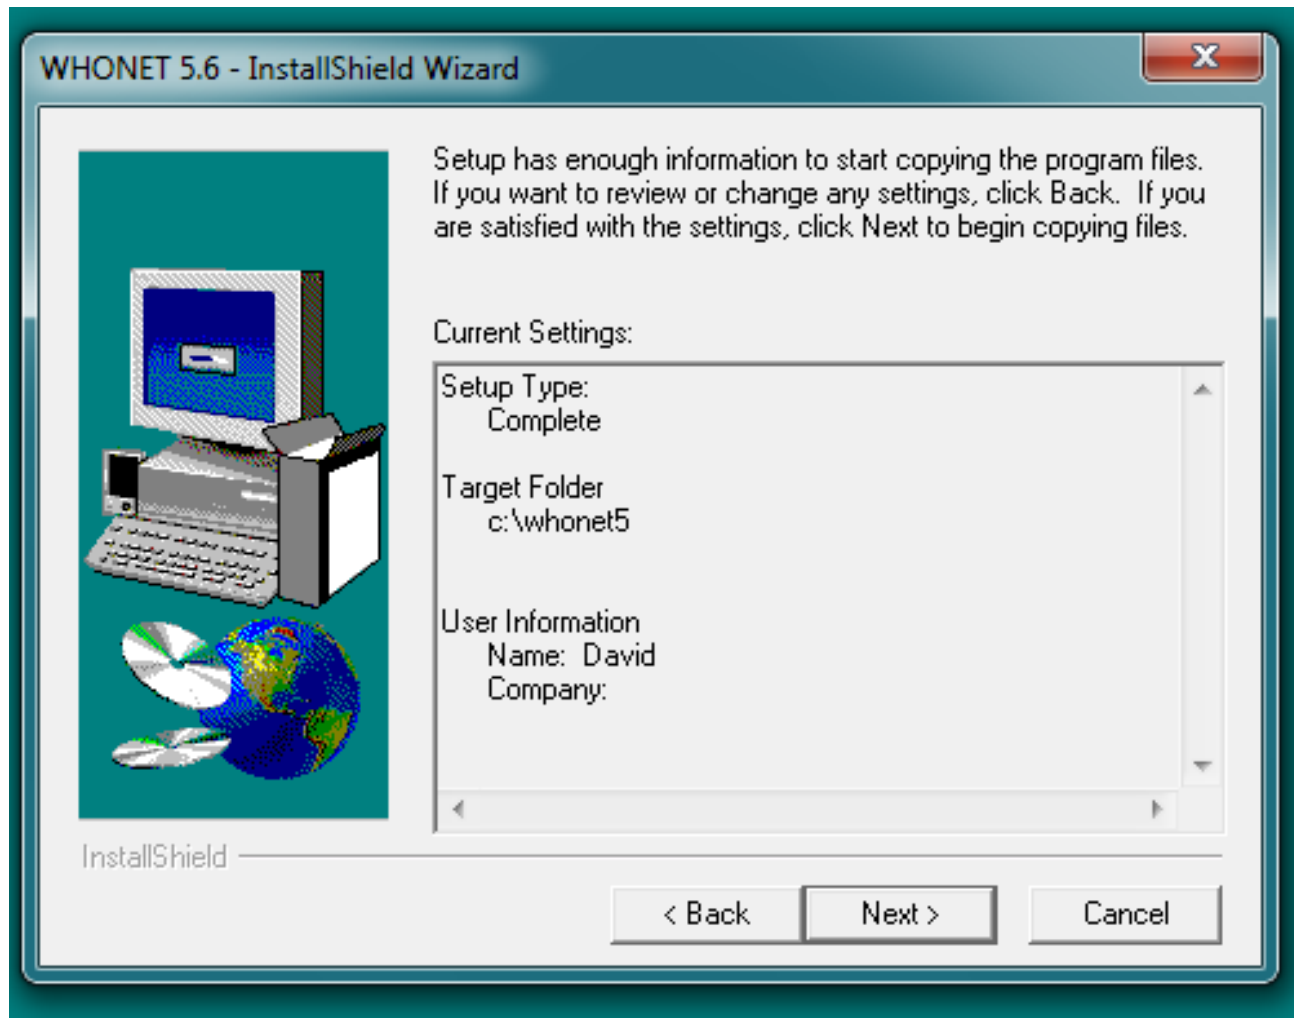 WHONET 5.6 - InstallShield Wizard
Setup has enough information to start copying the program files.
If you want to review or change any settings, click Back.  If you
are satisfied with the settings, click Next to begin copying files.
Current Settings:
Setup Type:
Complete
Target Folder
c:\whonet5
User Information
Name:  David
Company:
InstallShield
< Back
Next >
Cancel